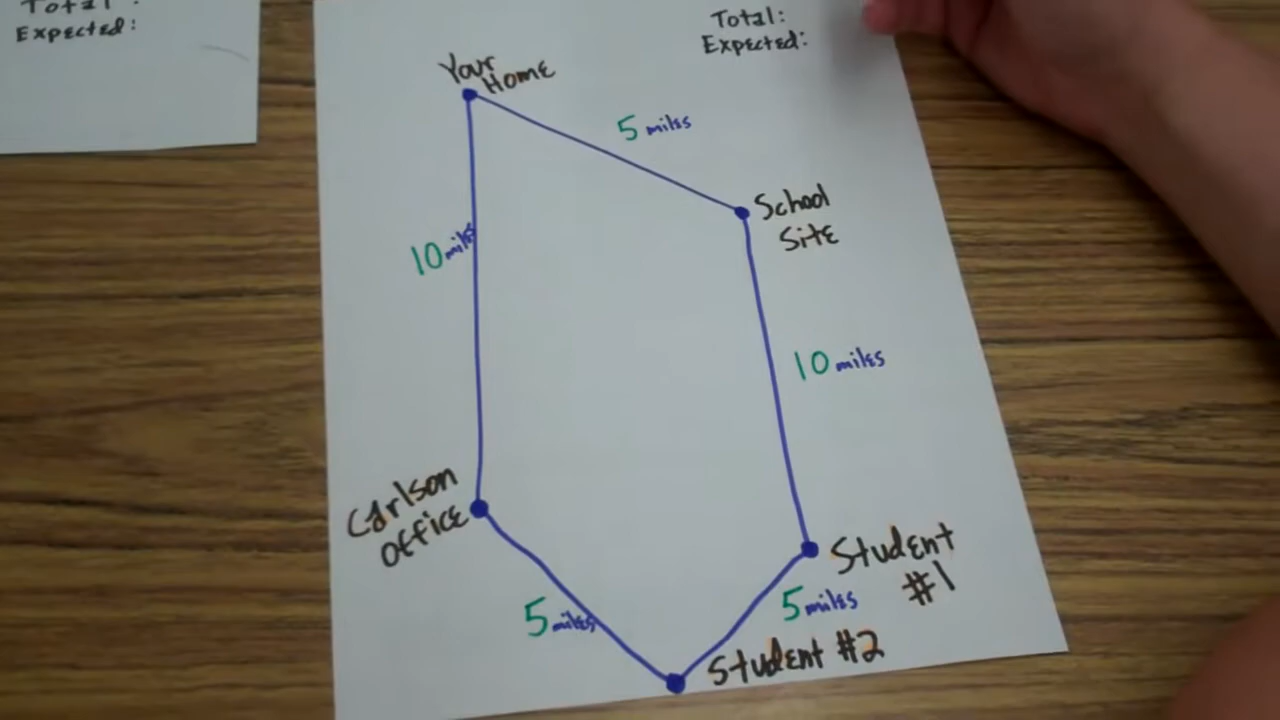 Total:
Expected:
Total:
Expected:
Your
Home
5 miles
School
Site
10 miles
10 miles
Carlson
Office
Student
#1
5 miles
5 miles
Student #2